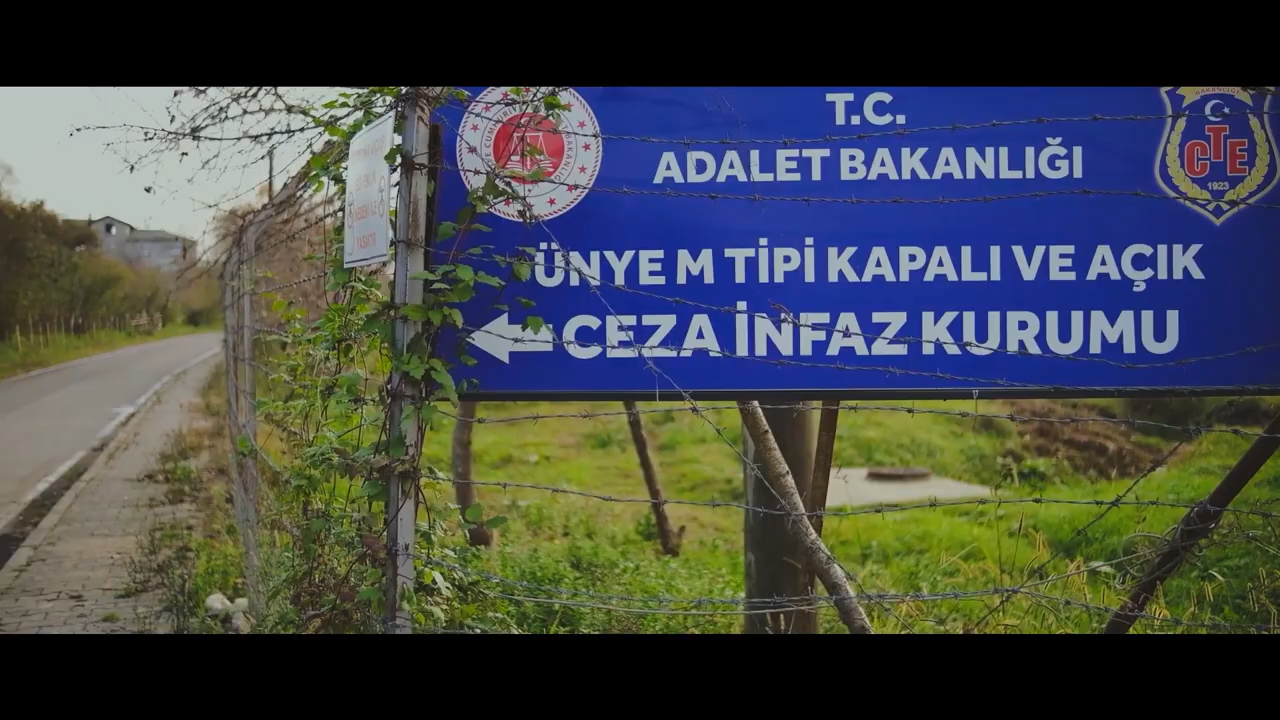 T.C.
ADALET BAKANLIĞI
ÜNYE M TİPİ KAPALI VE AÇIK
CEZA İNFAZ KURUMU
CTE
1923